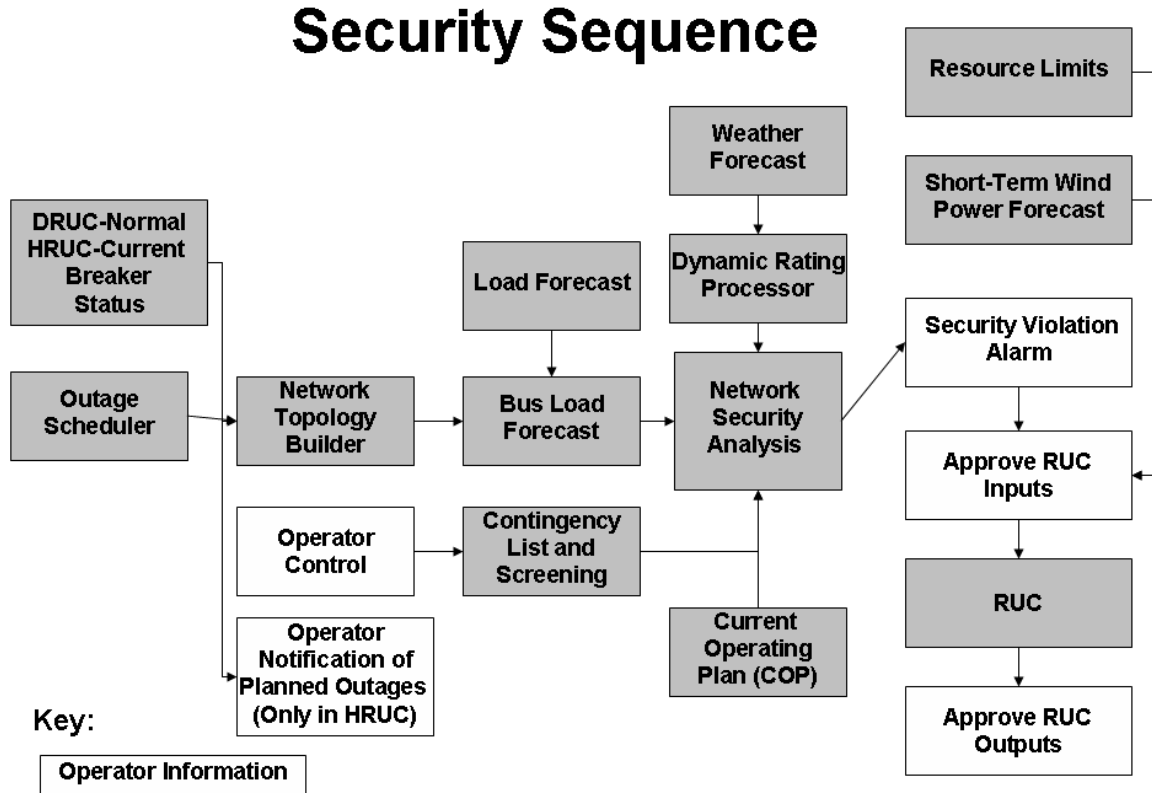 Security Sequence
Resource Limits
Weather
Forecast
Short-Term Wind
Power Forecast
DRUC-Normal
HRUC-Current
Breaker
Status
Load Forecast
Dynamic Rating
Processor
Security Violation
Alarm
Outage
Scheduler
Network
Topology
Builder
Bus Load
Forecast
Network
Security
Analysis
Approve RUC
Inputs
Operator
Control
Contingency
List and
Screening
RUC
Operator
Notification of
Planned Outages
(Only in HRUC)
Current
Operating
Plan (COP)
Approve RUC
Outputs
Key:
Operator Information